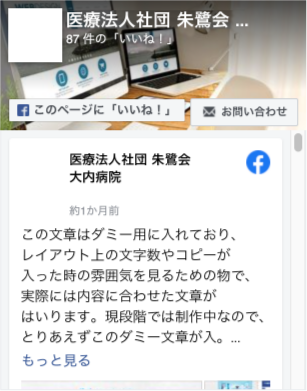 医療法人社団 朱鷺会 ...
87 件の「いいね！」
このページに「いいね！」
お問い合わせ
医療法人社団 朱鷺会
大内病院
約1か月前
この文章はダミー用に入れており、
レイアウト上の文字数やコピーが
入った時の雰囲気を見るための物で、
実際には内容に合わせた文章が
はいります。現段階では制作中なので、
とりあえずこのダミー文章が入。...
もっと見る